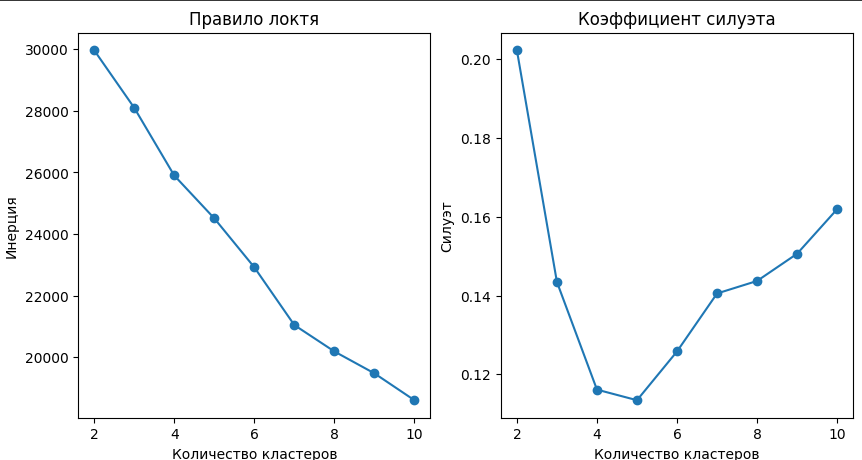 Правило локтя
30000
28000
26000
24000
22000
20000
Инерция
2 4 6 8 10
Количество кластеров
Коэффициент силуэта
0.20
0.18
0.16
0.14
0.12
Силуэт
2 4 6 8 10
Количество кластеров